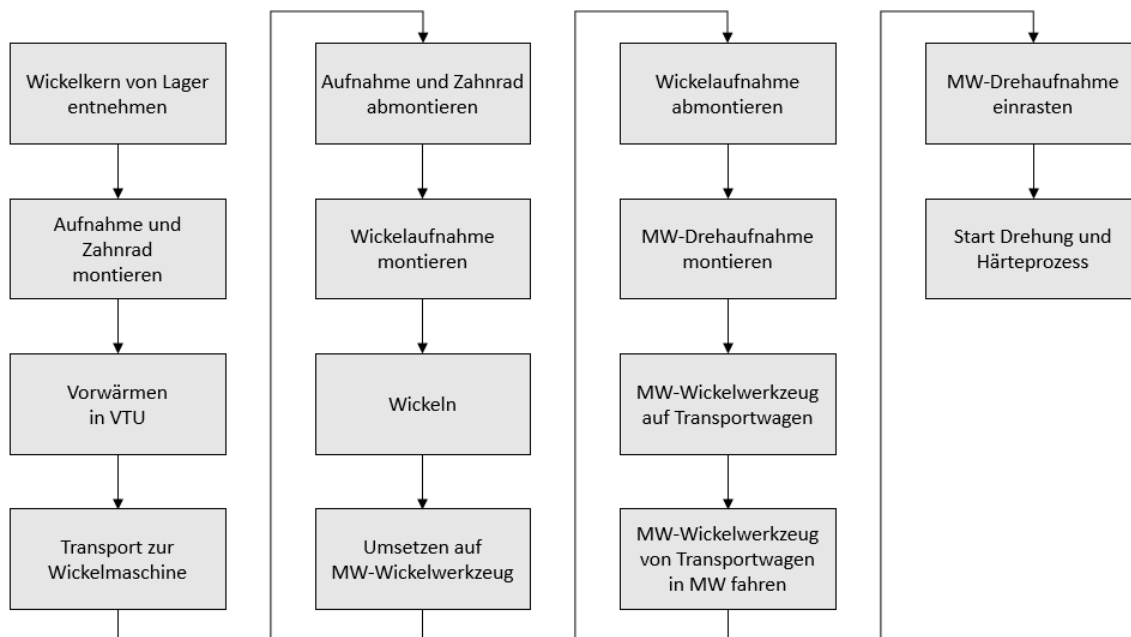 Wickelkern von Lager
entnehmen
Aufnahme und
Zahnrad
montieren
Vorwärmen
in VTU
Transport zur
Wickelmaschine
Aufnahme und Zahnrad
abmontieren
Wickelaufnahme
montieren
Wickeln
Umsetzen auf
MW-Wickelwerkzeug
Wickelaufnahme
abmontieren
MW-Drehaufnahme
montieren
MW-Wickelwerkzeug
auf Transportwagen
MW-Wickelwerkzeug
von Transportwagen
in MW fahren
MW-Drehaufnahme
einrasten
Start Drehung und
Härteprozess